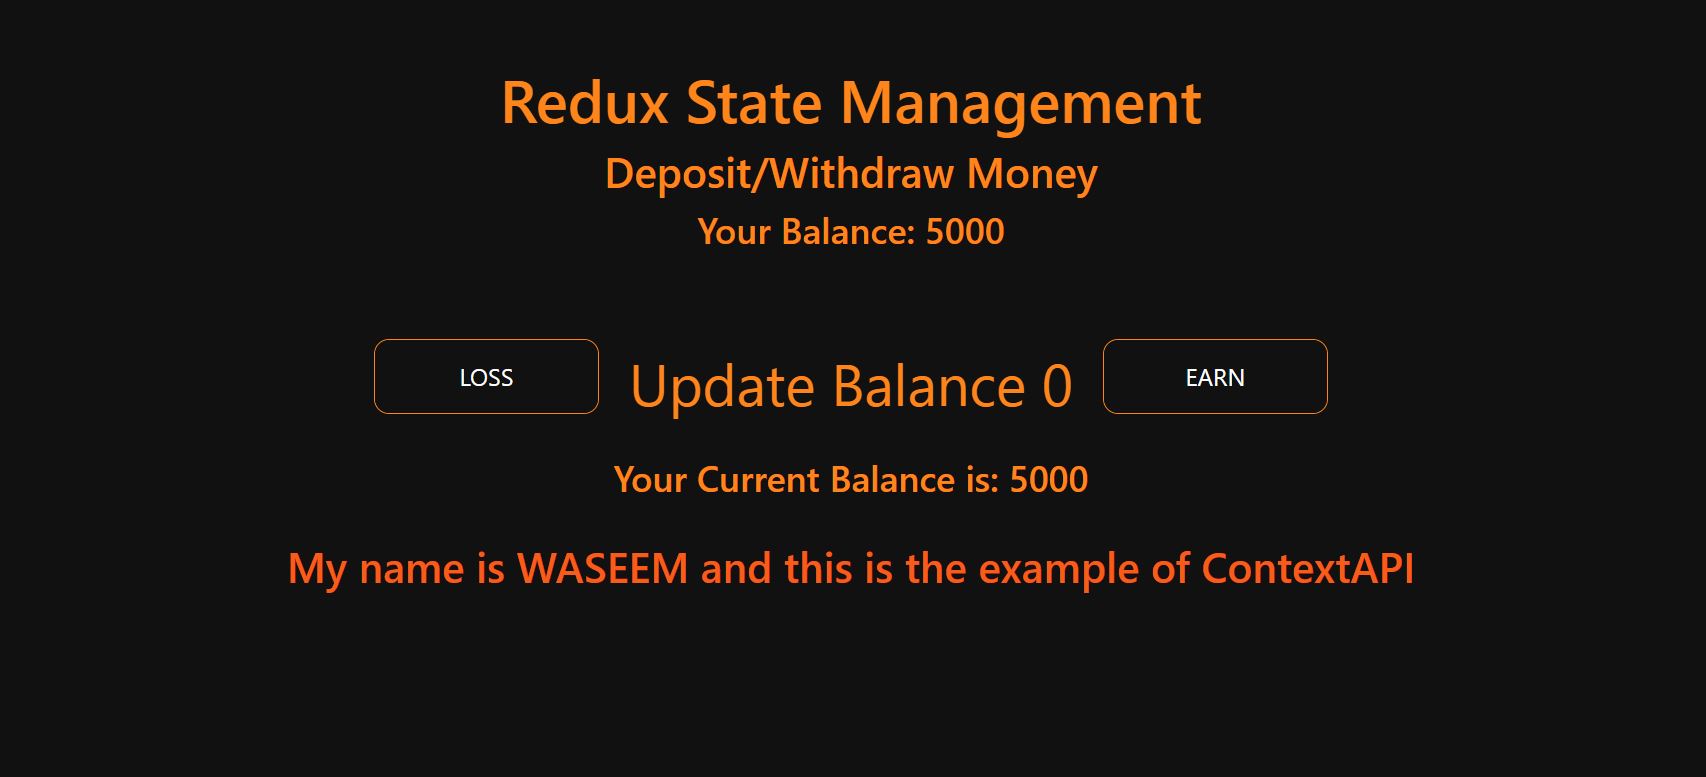 Redux State Management
Deposit/Withdraw Money
Your Balance: 5000
LOSS
Update Balance 0
EARN
Your Current Balance is: 5000
My name is WASEEM and this is the example of ContextAPI